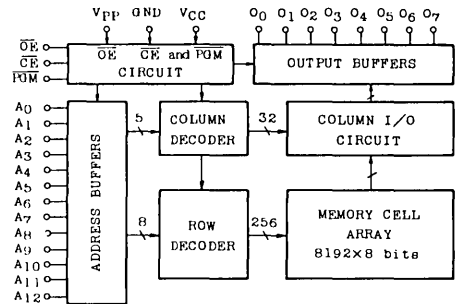 VPP GND VCC O0 O1 O2 O3 O4 O5 O6 O7
OE
CE
PGM
OE CE and PGM
CIRCUIT
OUTPUT BUFFERS
A0
A1
A2
A3
A4
A5
A6
A7
A8
A9
A10
A11
A12
ADDRESS BUFFERS
5
COLUMN
DECODER
32
COLUMN I/O
CIRCUIT
8
ROW
DECODER
256
MEMORY CELL
ARRAY
8192×8 bits